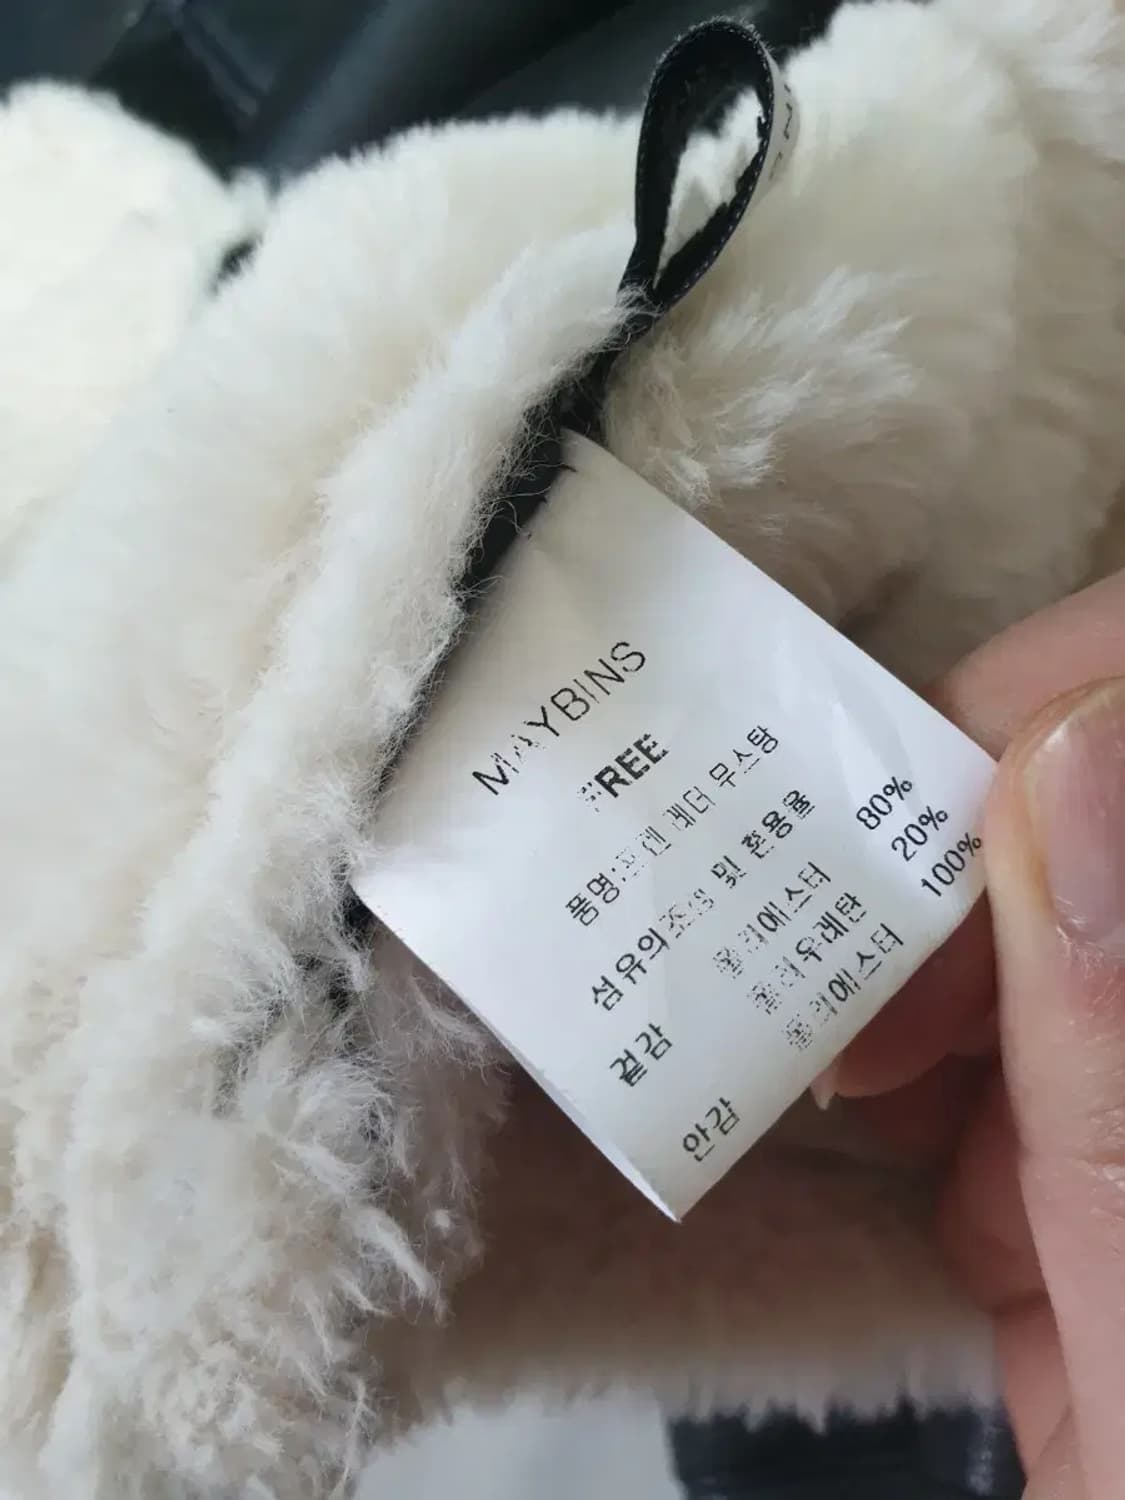 MAYBINS
FREE
품명: 레더 무스탕
섬유의 조성 및 혼용율
겉감 폴리에스터 80%
폴리우레탄 20%
안감 폴리에스터 100%